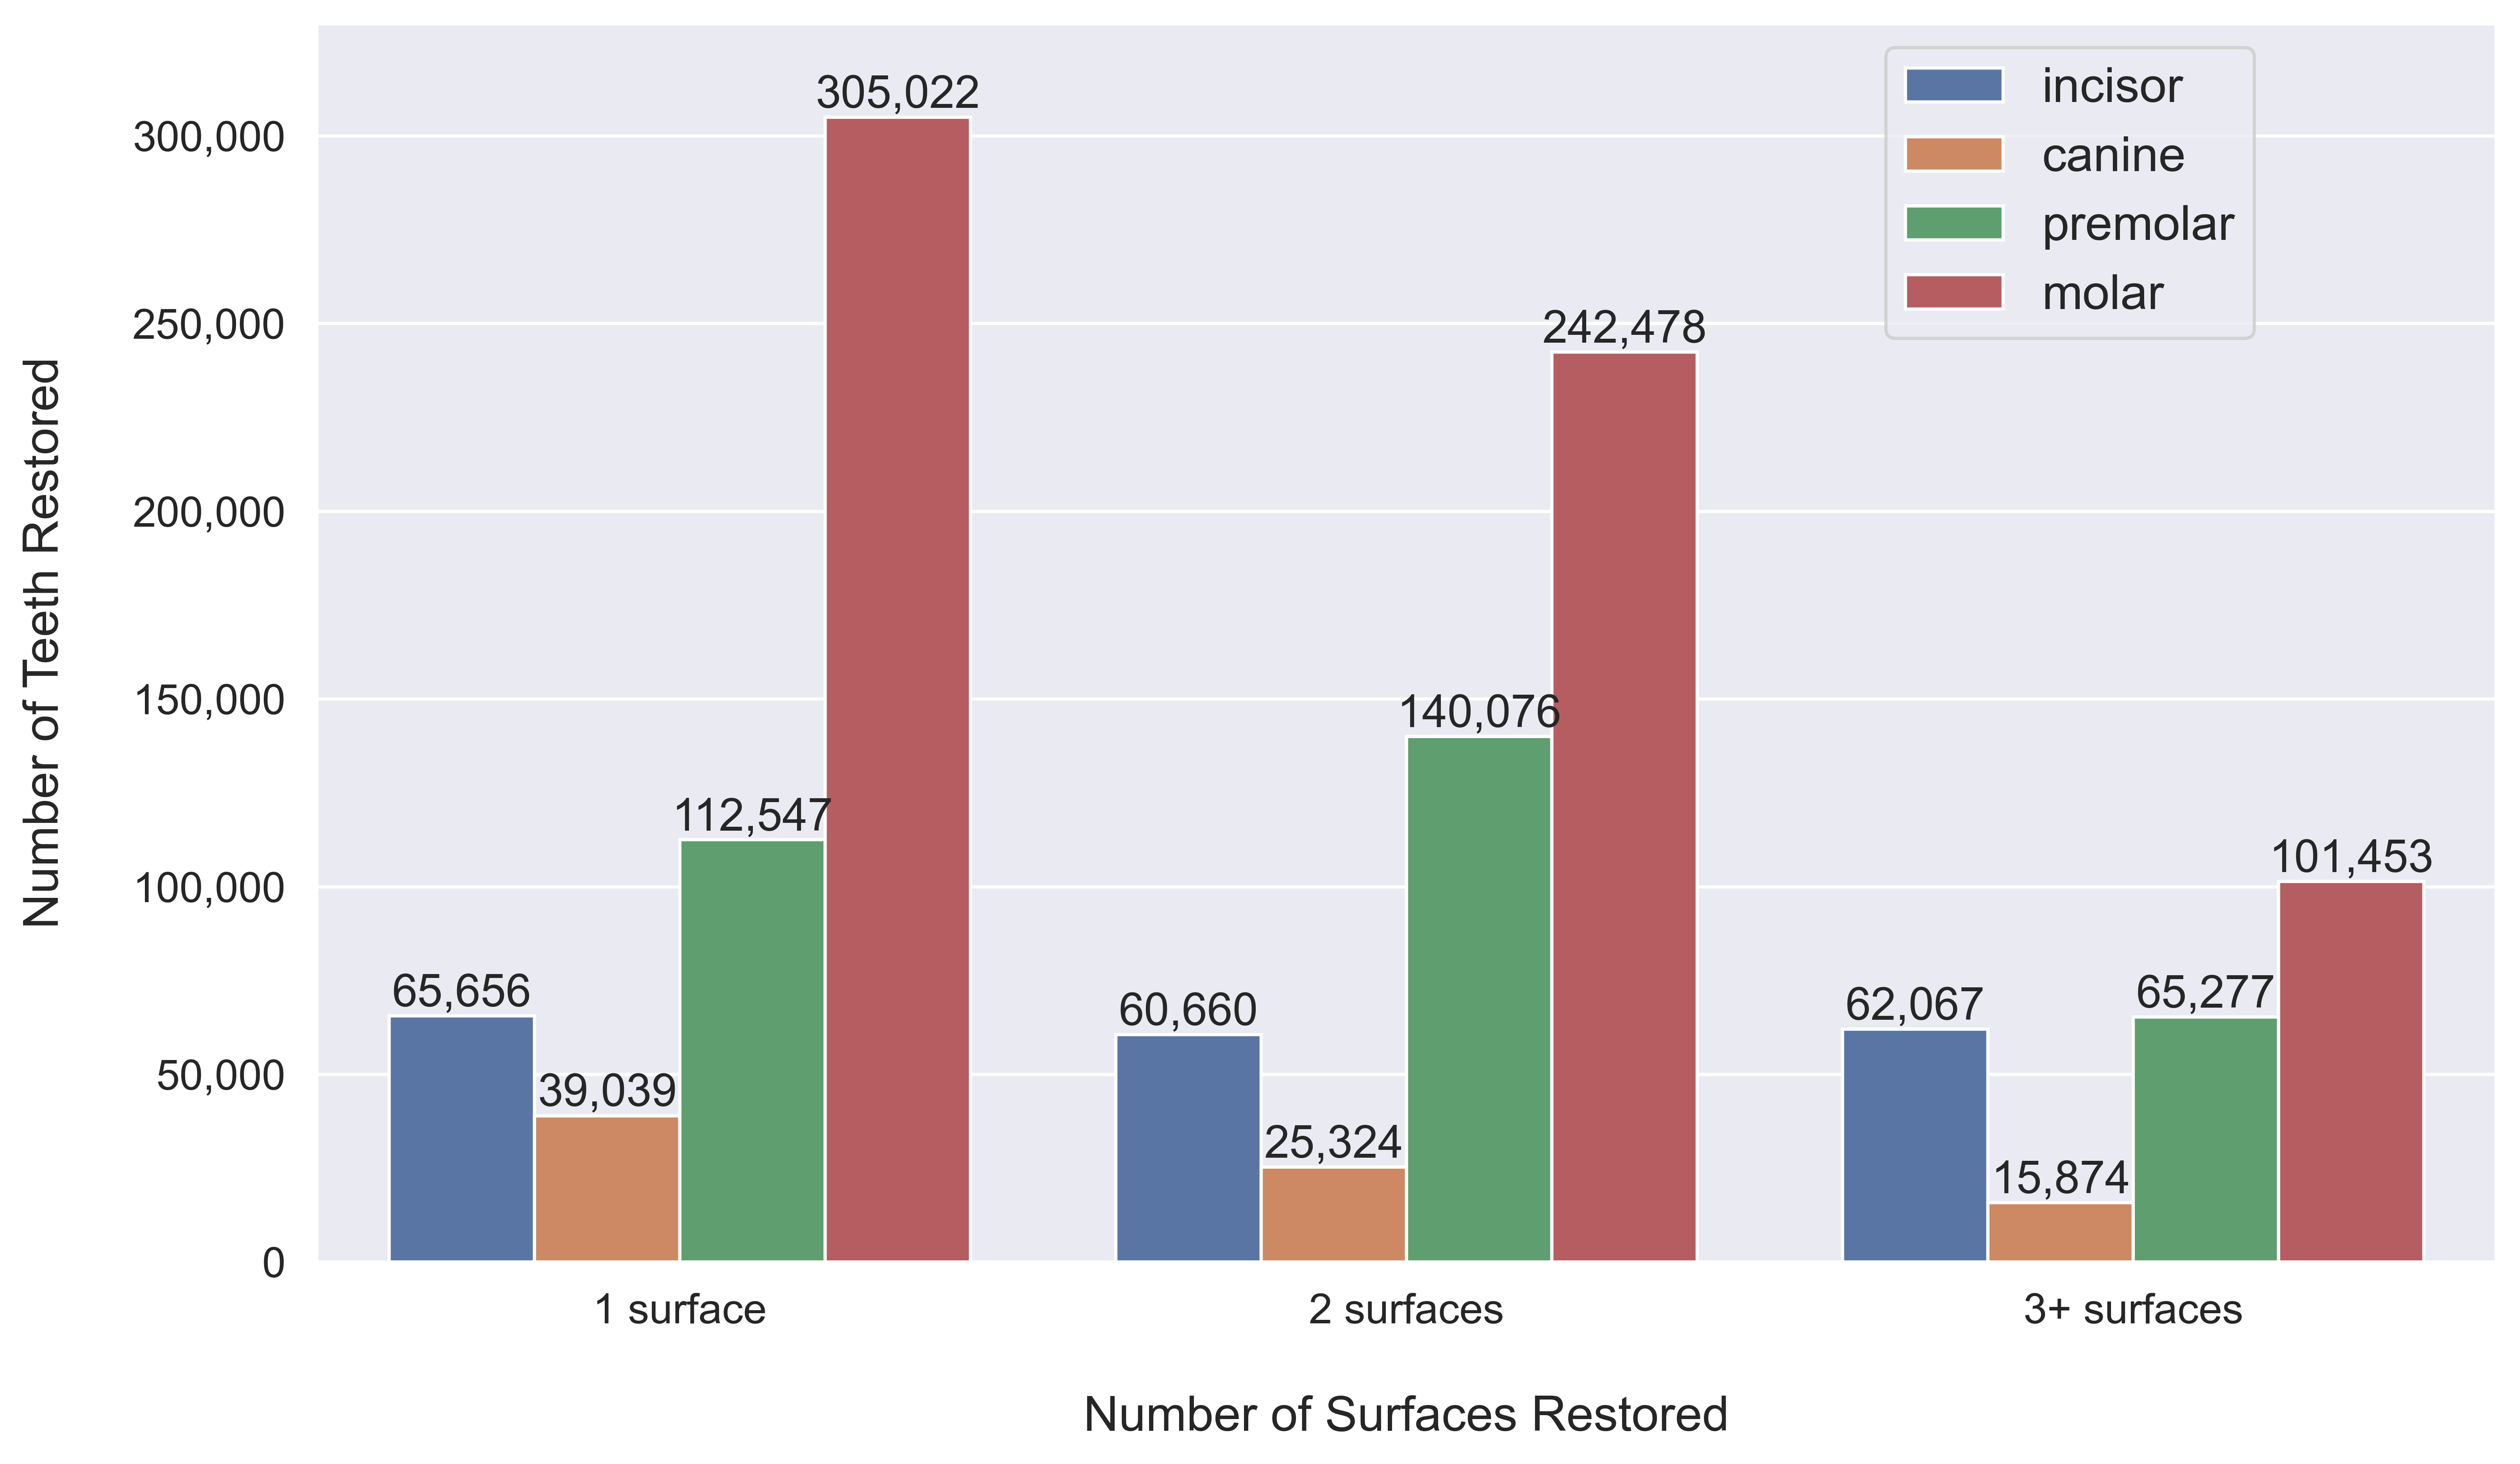 305,022
incisor
300,000
canine
premolar
molar
250,000
242,478
Number of Teeth Restored
200,000
150,000
140,076
112,547
100,000
101,453
65,656
60,660
62,067
65,277
50,000
39,039
25,324
15,874
0
1 surface
2 surfaces
3+ surfaces
Number of Surfaces Restored